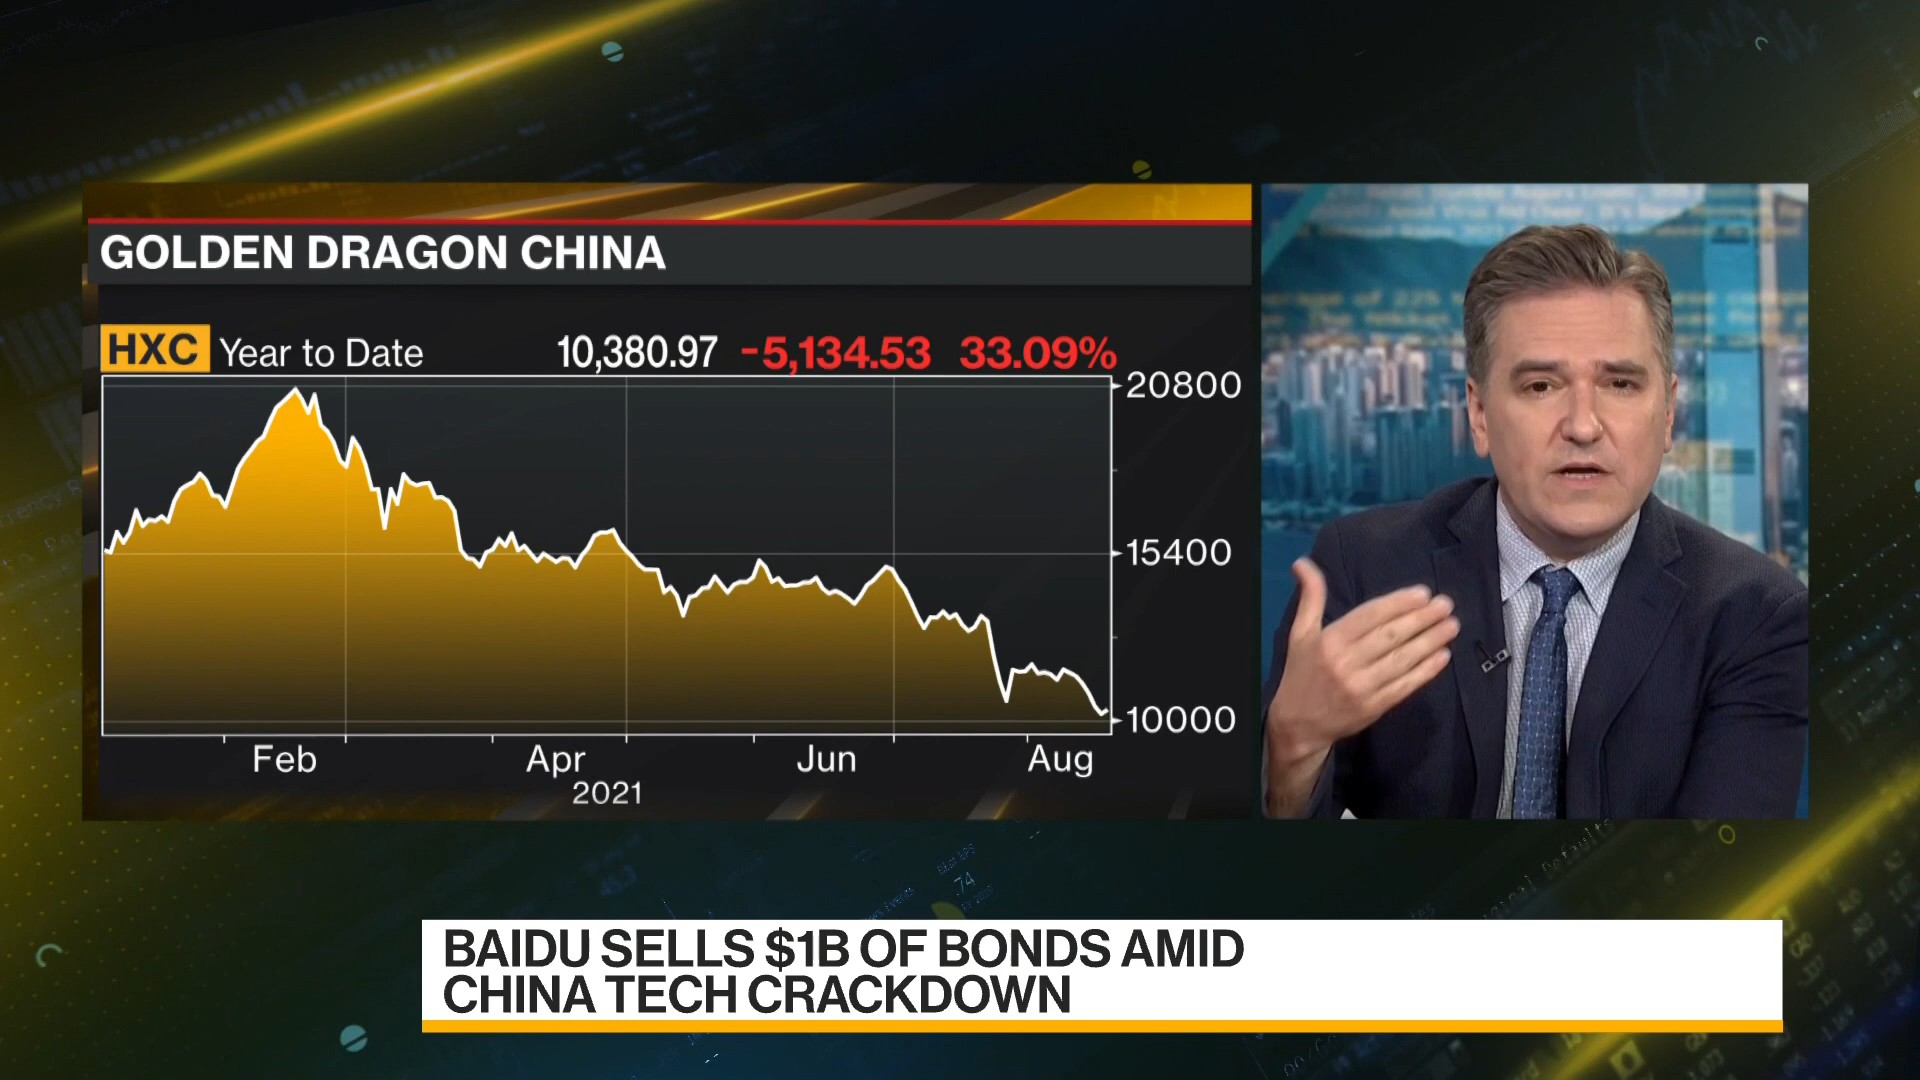 GOLDEN DRAGON CHINA
HXC Year to Date 10,380.97 -5,134.53 33.09%
20800
15400
10000
Feb Apr Jun Aug
2021
BAIDU SELLS $1B OF BONDS AMID
CHINA TECH CRACKDOWN